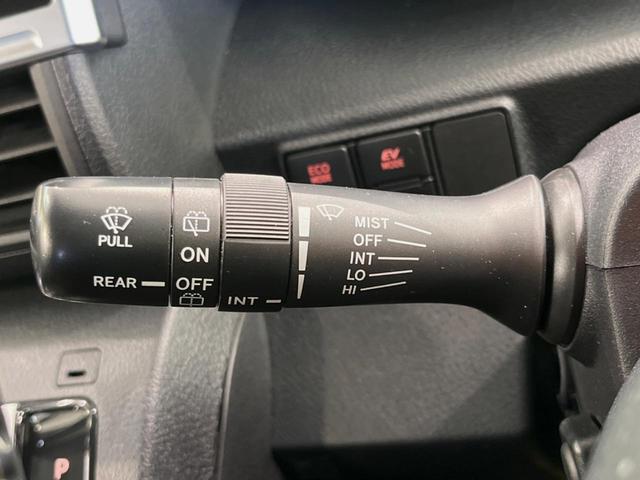 ECO
MODE
EV
MODE
PULL
REAR
ON
OFF
INT
MIST
OFF
INT
LO
HI
P